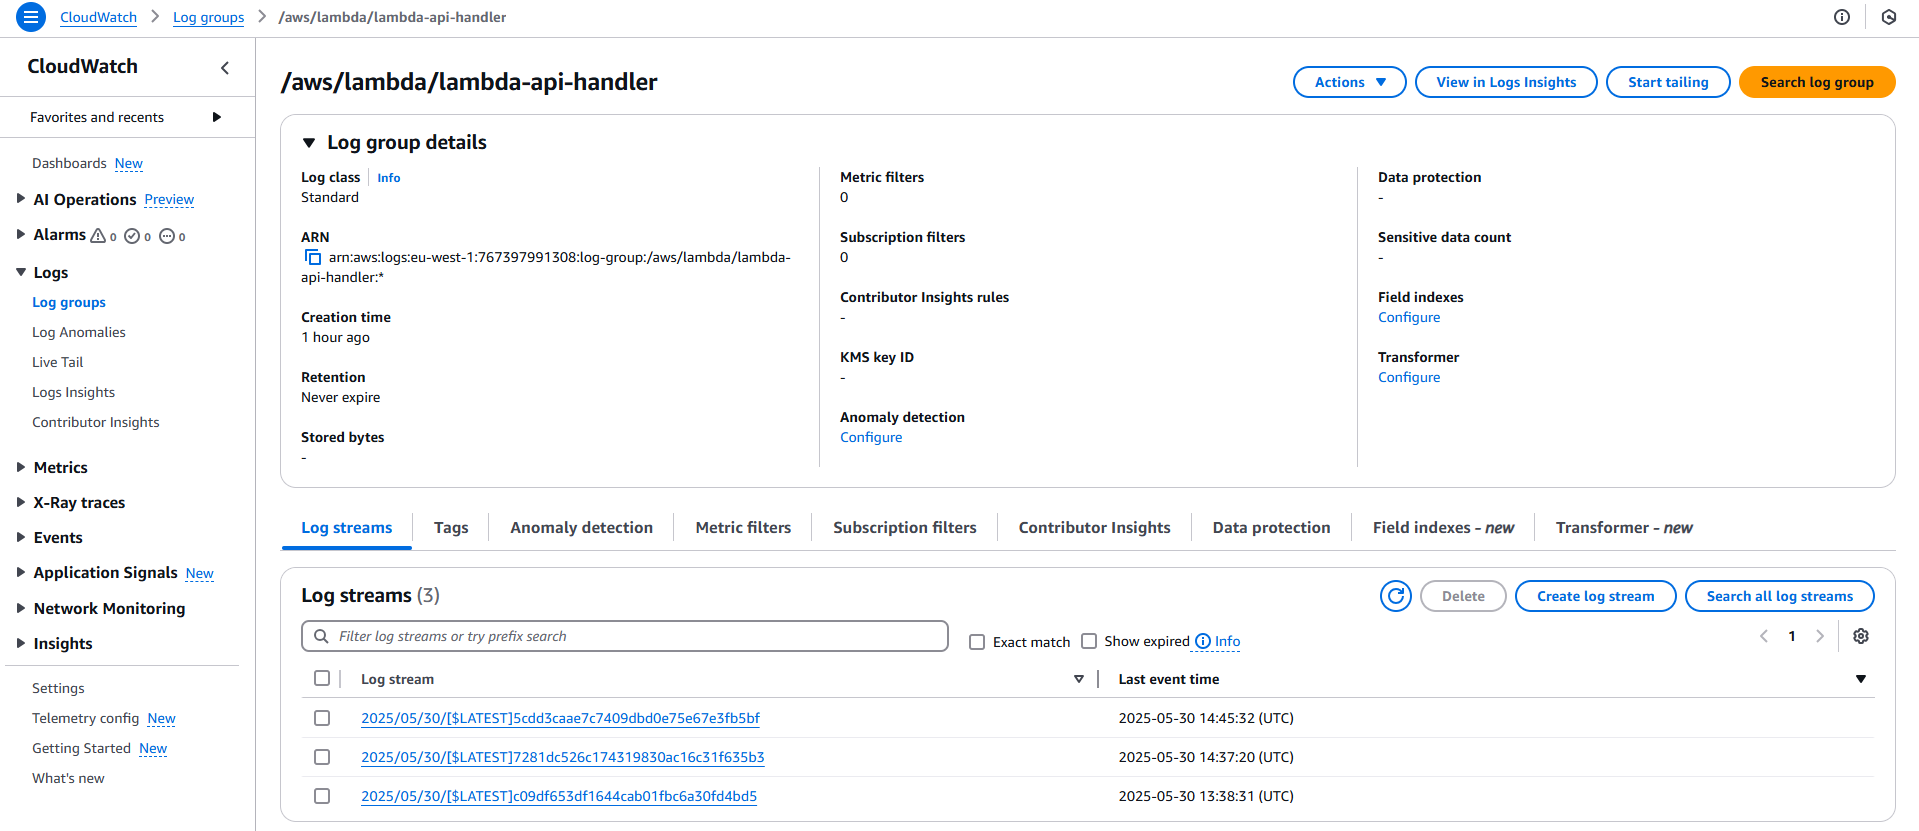 CloudWatch > Log groups > /aws/lambda/lambda-api-handler
CloudWatch
Favorites and recents
Dashboards New
AI Operations Preview
Alarms 0 0 0
Logs
Log groups
Log Anomalies
Live Tail
Logs Insights
Contributor Insights
Metrics
X-Ray traces
Events
Application Signals New
Network Monitoring
Insights
Settings
Telemetry config New
Getting Started New
What's new
/aws/lambda/lambda-api-handler
Actions View in Logs Insights Start tailing Search log group
Log group details
Log class Info
Standard
ARN
arn:aws:logs:eu-west-1:767397991308:log-group:/aws/lambda/lambda-
api-handler:*
Creation time
1 hour ago
Retention
Never expire
Stored bytes
-
Metric filters
0
Subscription filters
0
Contributor Insights rules
-
KMS key ID
-
Anomaly detection
Configure
Data protection
-
Sensitive data count
-
Field indexes
Configure
Transformer
Configure
Log streams Tags Anomaly detection Metric filters Subscription filters Contributor Insights Data protection Field indexes - new Transformer - new
Log streams (3)
Delete Create log stream Search all log streams
Filter log streams or try prefix search
Exact match Show expired Info
1
Log stream Last event time
2025/05/30/[$LATEST]5cdd3caae7c7409dbd0e75e67e3fb5bf 2025-05-30 14:45:32 (UTC)
2025/05/30/[$LATEST]7281dc526c174319830ac16c31f635b3 2025-05-30 14:37:20 (UTC)
2025/05/30/[$LATEST]c09df653df1644cab01fbc6a30fd4bd5 2025-05-30 13:38:31 (UTC)